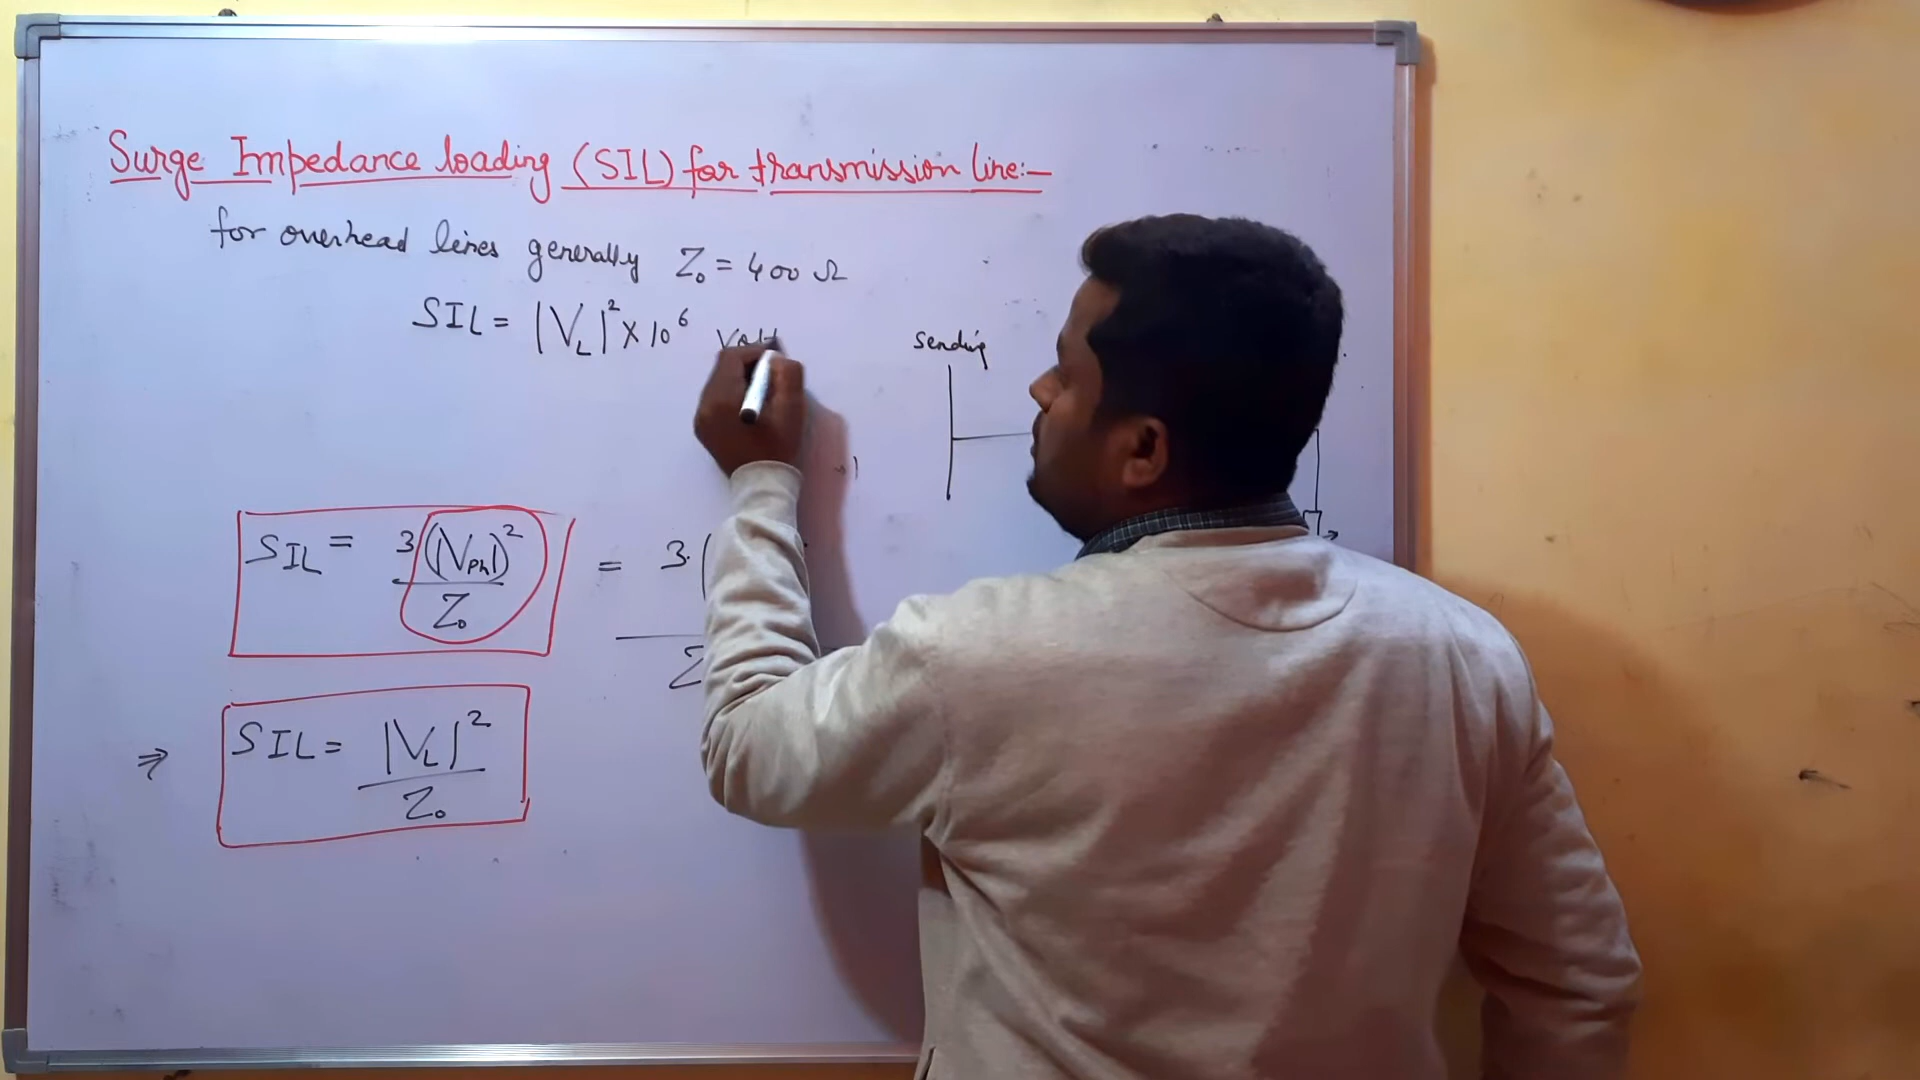 Surge Impedance loading (SIL) for transmission line:-
for overhead lines generally Z₀ = 400 Ω
SIL = |V_L|² × 10⁶ Volt
sending
SIL = 3(|V_ph|)² / Z₀ = 3.( / Z
⇒ SIL = |V_L|² / Z₀